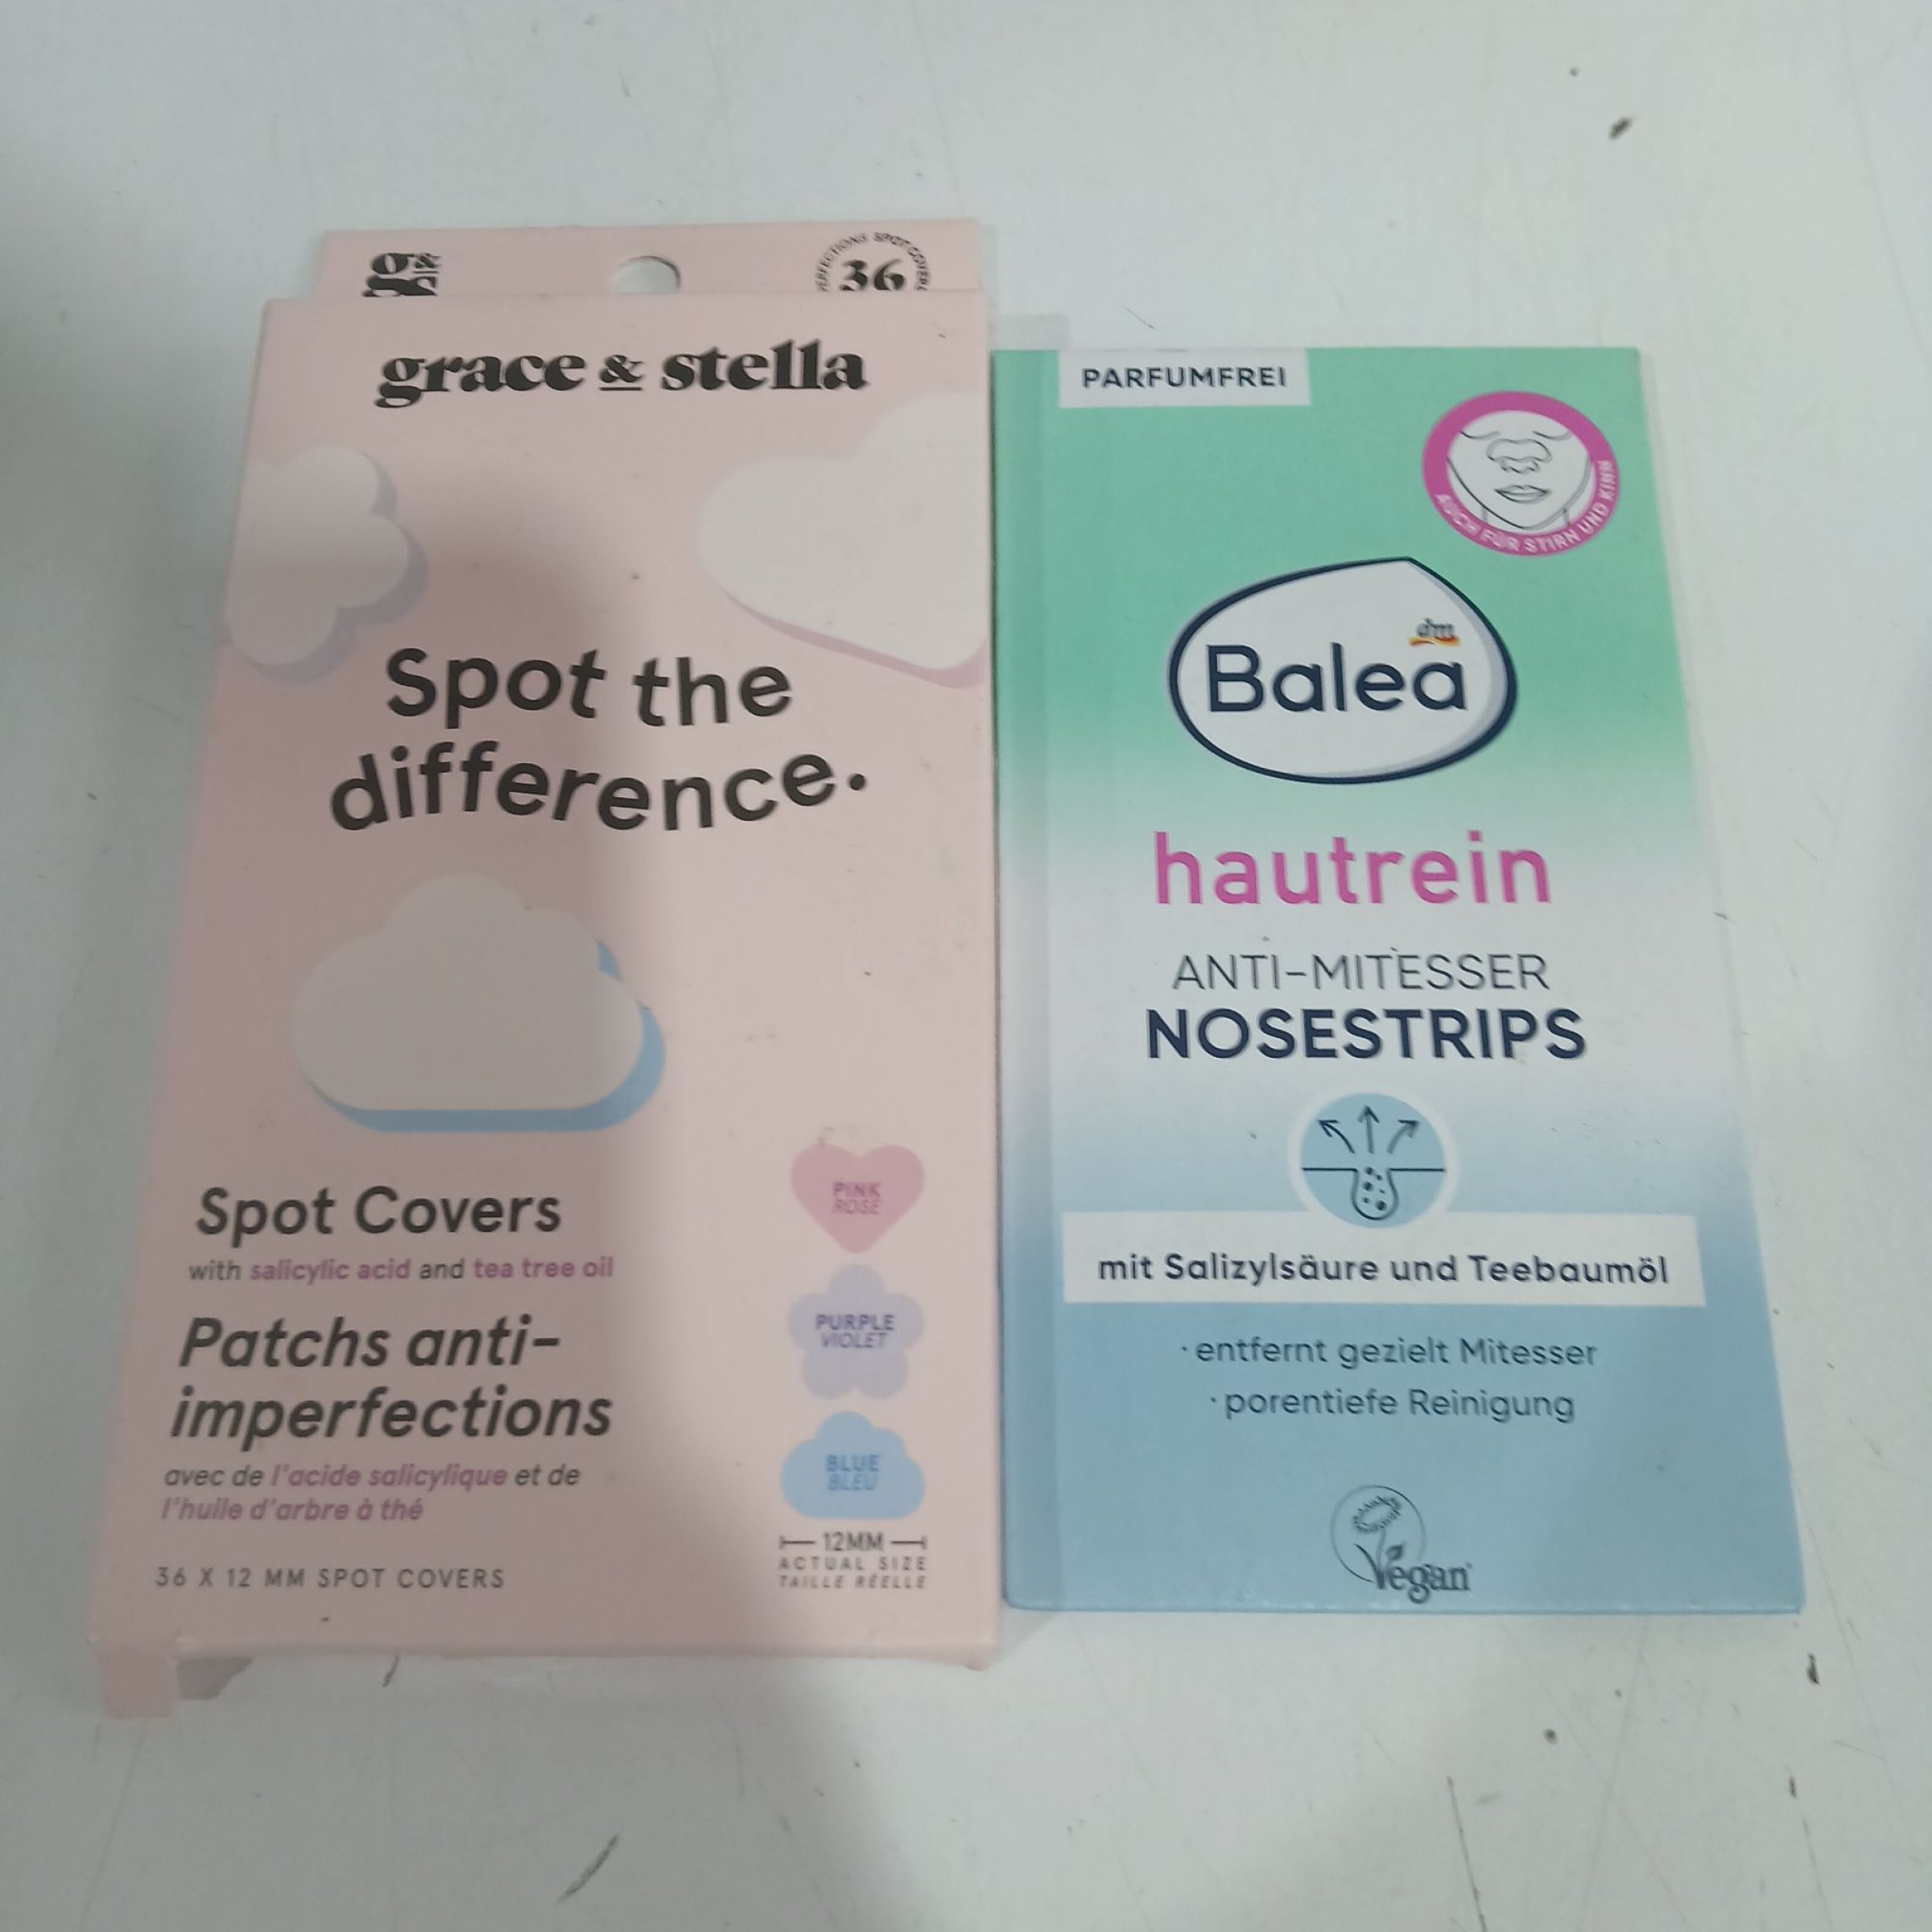 g&
36
grace & stella
Spot the
difference.
Spot Covers
with salicylic acid and tea tree oil
Patchs anti-
imperfections
avec de l'acide salicylique et de
l'huile d'arbre à thé
36 X 12 MM SPOT COVERS
PINK
ROSE
PURPLE
VIOLET
BLUE
BLEU
12MM
ACTUAL SIZE
TAILLE RÉELLE
PARFUMFREI
AUCH FÜR STIRN UND KINN
dm
Balea
hautrein
ANTI-MITESSER
NOSESTRIPS
mit Salizylsäure und Teebaumöl
· entfernt gezielt Mitesser
· porentiefe Reinigung
Vegan